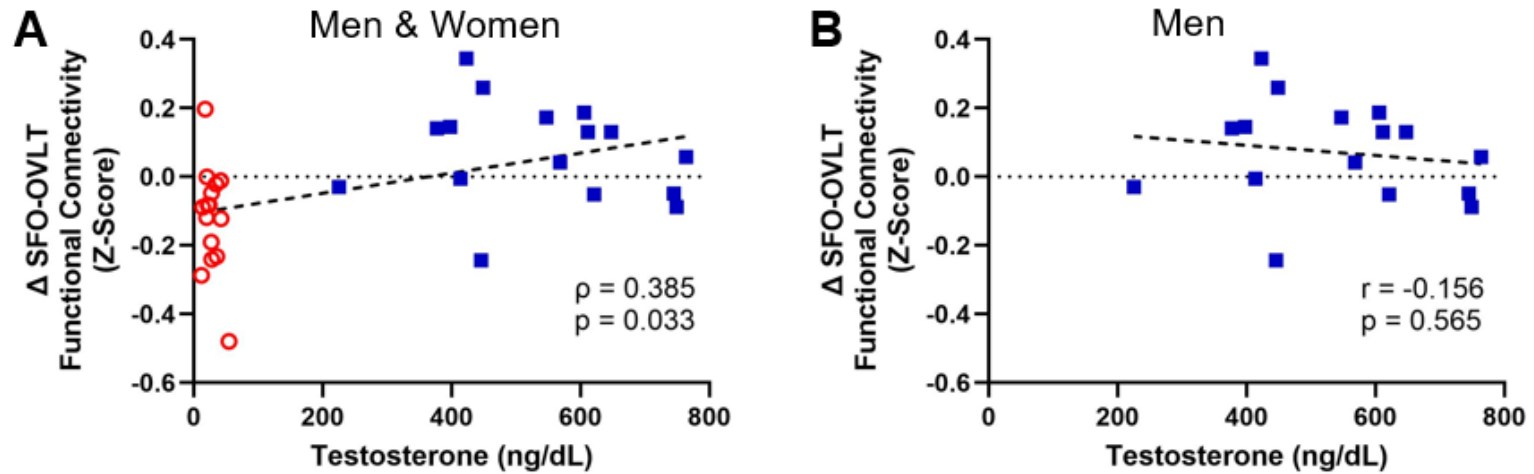 A
Men & Women
Δ SFO-OVLT
Functional Connectivity
(Z-Score)
0.4
0.2
0.0
-0.2
-0.4
-0.6
ρ = 0.385
p = 0.033
0 200 400 600 800
Testosterone (ng/dL)
B
Men
Δ SFO-OVLT
Functional Connectivity
(Z-Score)
0.4
0.2
0.0
-0.2
-0.4
-0.6
r = -0.156
p = 0.565
0 200 400 600 800
Testosterone (ng/dL)